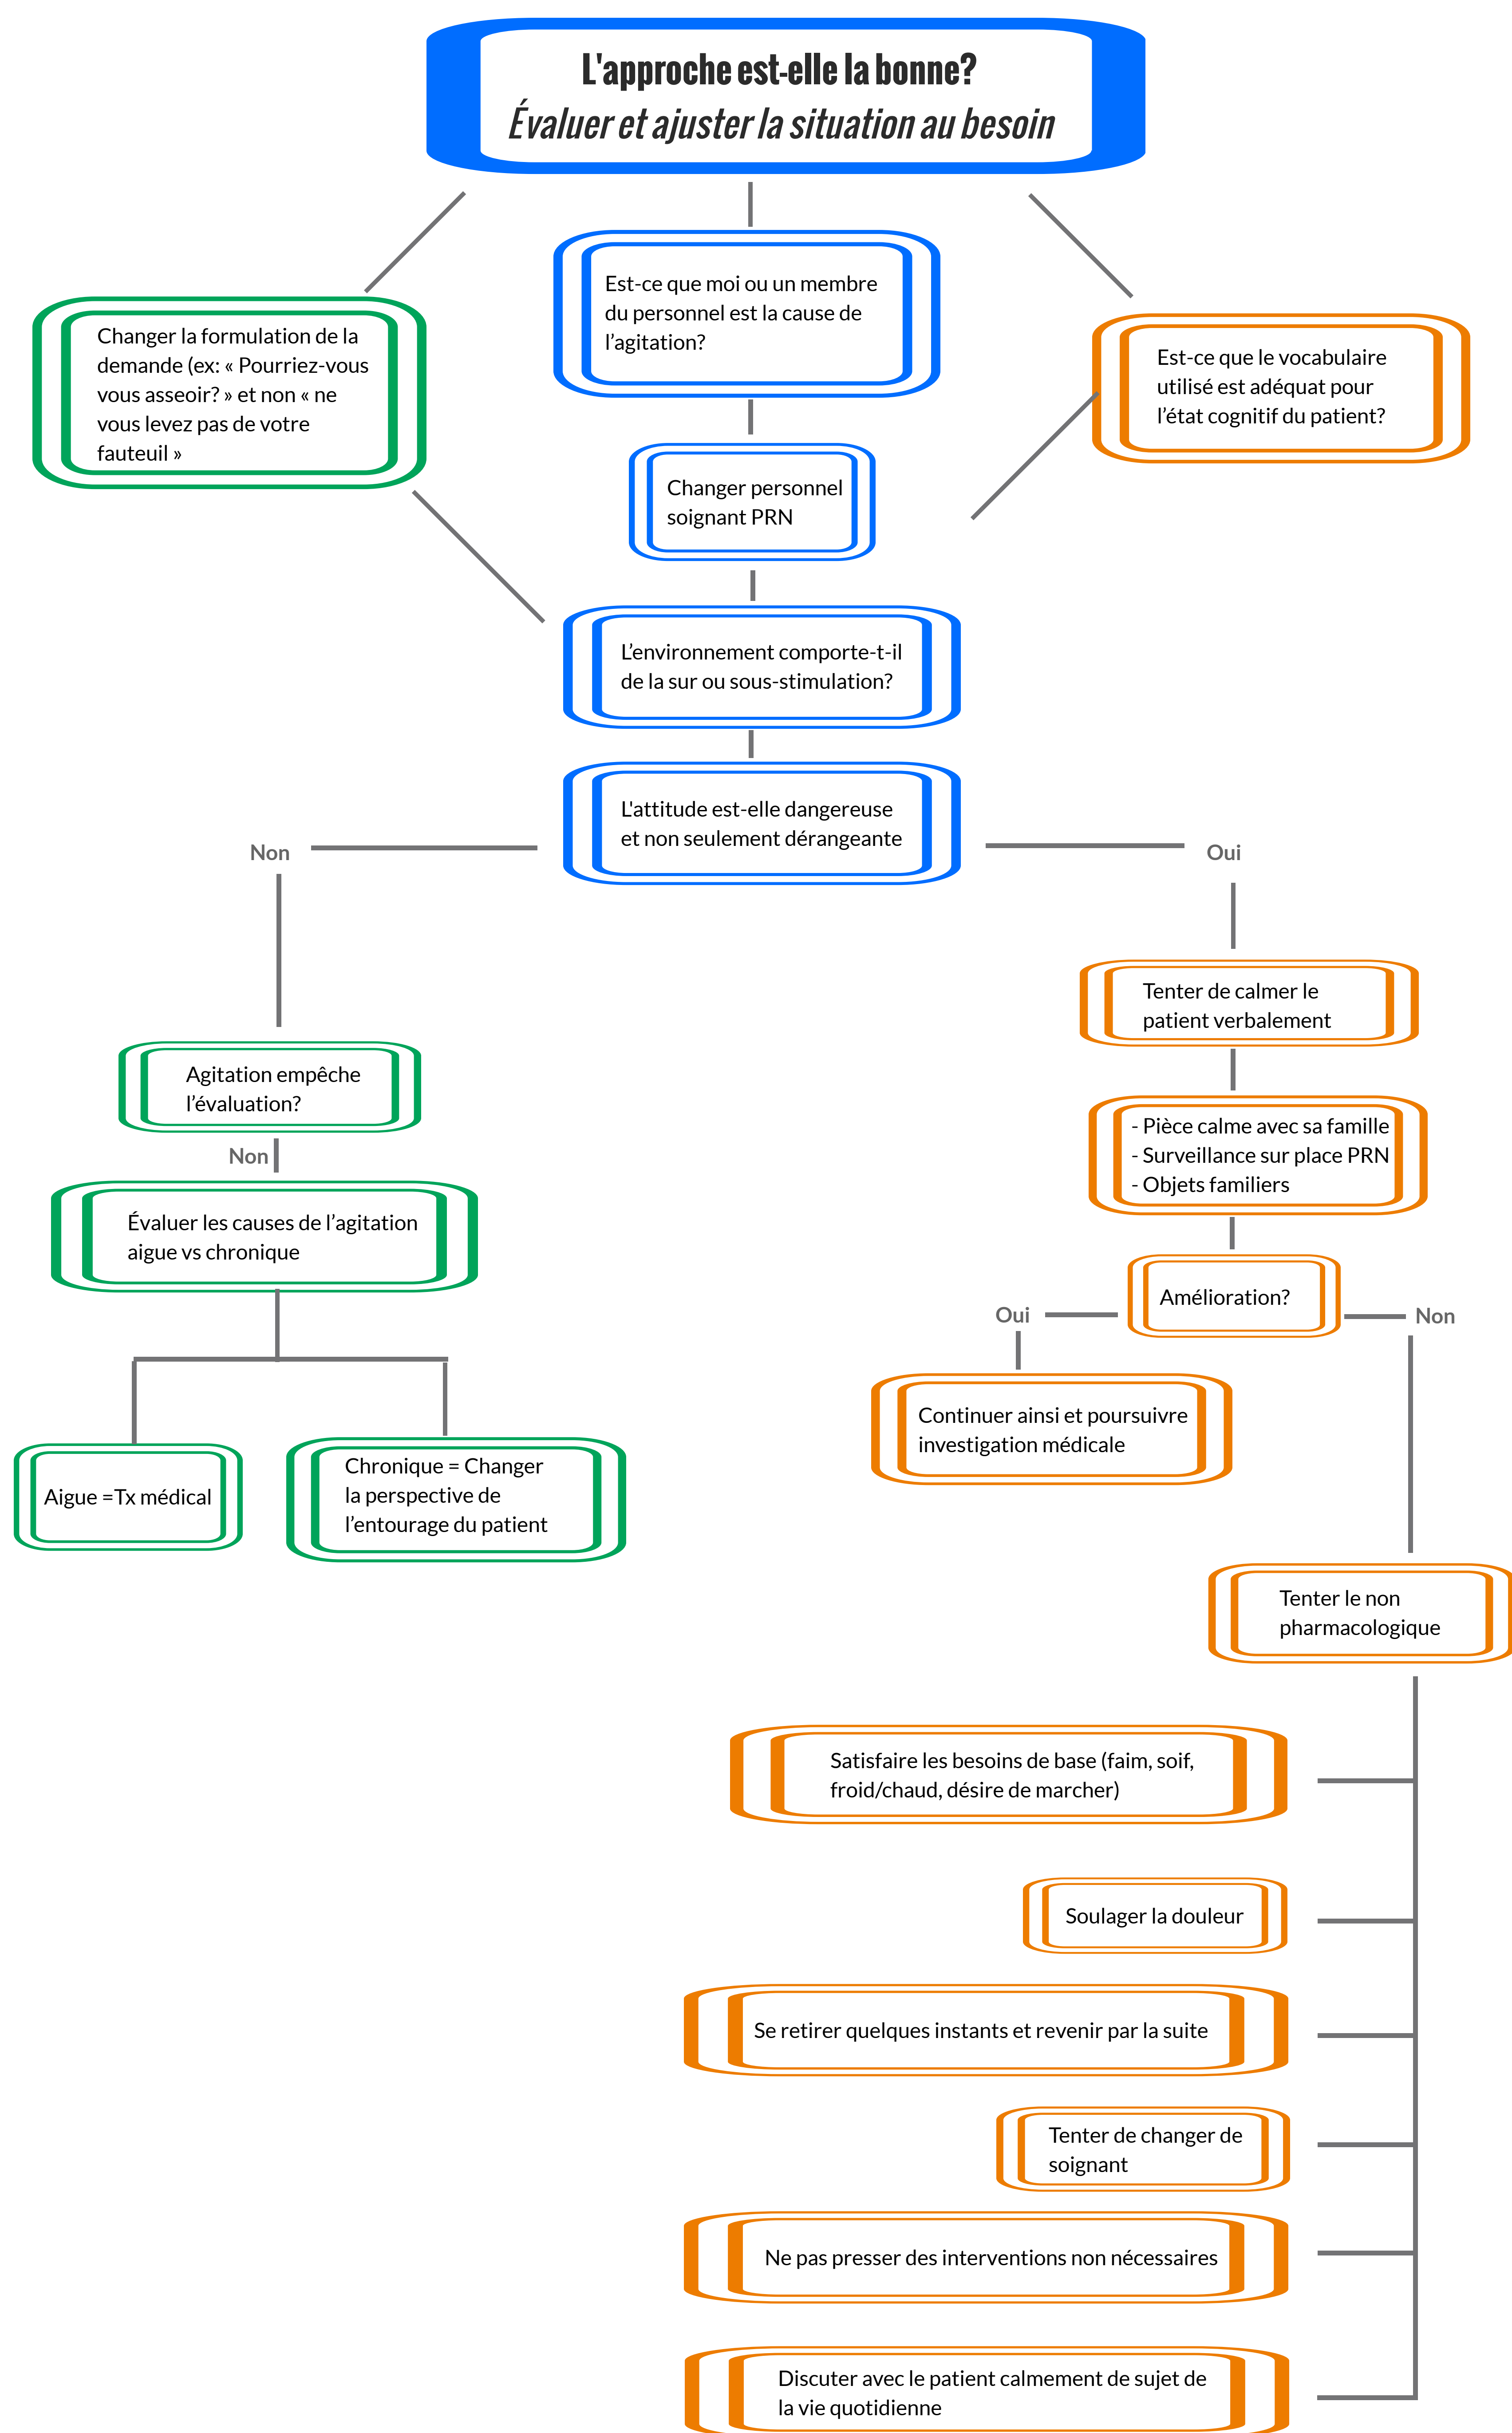 L'approche est-elle la bonne?
Évaluer et ajuster la situation au besoin
Est-ce que moi ou un membre
du personnel est la cause de
l’agitation?
Changer la formulation de la
demande (ex: « Pourriez-vous
vous asseoir? » et non « ne
vous levez pas de votre
fauteuil »
Est-ce que le vocabulaire
utilisé est adéquat pour
l’état cognitif du patient?
Changer personnel
soignant PRN
L’environnement comporte-t-il
de la sur ou sous-stimulation?
L'attitude est-elle dangereuse
et non seulement dérangeante
Non
Oui
Tenter de calmer le
patient verbalement
Agitation empêche
l’évaluation?
Non
- Pièce calme avec sa famille
- Surveillance sur place PRN
- Objets familiers
Évaluer les causes de l’agitation
aigue vs chronique
Amélioration?
Oui
Non
Continuer ainsi et poursuivre
investigation médicale
Aigue =Tx médical
Chronique = Changer
la perspective de
l’entourage du patient
Tenter le non
pharmacologique
Satisfaire les besoins de base (faim, soif,
froid/chaud, désire de marcher)
Soulager la douleur
Se retirer quelques instants et revenir par la suite
Tenter de changer de
soignant
Ne pas presser des interventions non nécessaires
Discuter avec le patient calmement de sujet de
la vie quotidienne